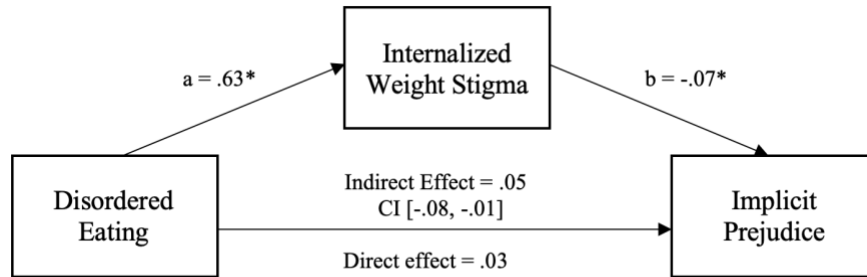 Internalized
Weight Stigma
a = .63*
b = -.07*
Disordered
Eating
Indirect Effect = .05
CI [-.08, -.01]
Direct effect = .03
Implicit
Prejudice